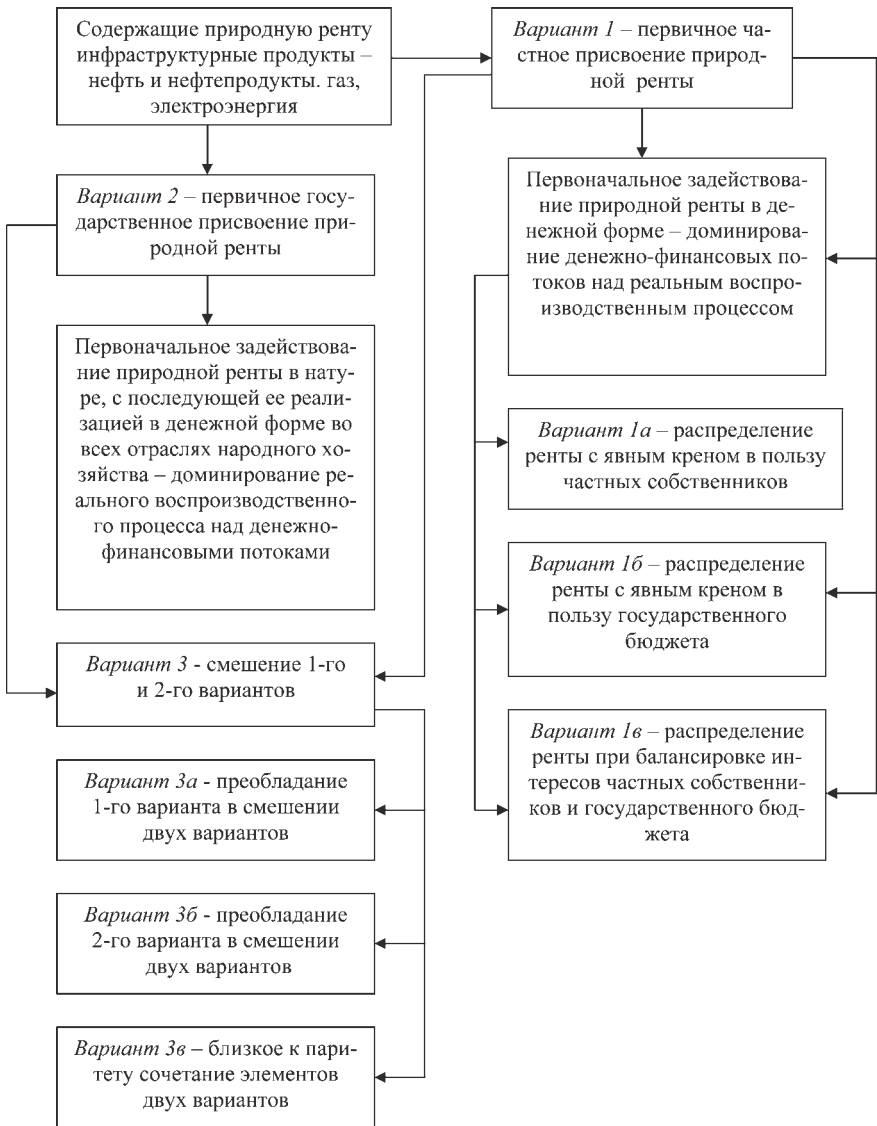 Содержащие природную ренту
инфраструктурные продукты –
нефть и нефтепродукты. газ,
электроэнергия
Вариант 1 – первичное ча-
стное присвоение природ-
ной ренты
Вариант 2 – первичное госу-
дарственное присвоение при-
родной ренты
Первоначальное задействова-
ние природной ренты в де-
нежной форме – доминирова-
ние денежно-финансовых по-
токов над реальным воспро-
изводственным процессом
Первоначальное задействова-
ние природной ренты в нату-
ре, с последующей ее реали-
зацией в денежной форме во
всех отраслях народного хо-
зяйства – доминирование ре-
ального воспроизводственно-
го процесса над денежно-
финансовыми потоками
Вариант 1а – распределение
ренты с явным креном в пользу
частных собственников
Вариант 1б – распределение
ренты с явным креном в
пользу государственного
бюджета
Вариант 3 - смешение 1-го
и 2-го вариантов
Вариант 1в – распределение
ренты при балансировке ин-
тересов частных собственни-
ков и государственного бюд-
жета
Вариант 3а - преобладание
1-го варианта в смешении
двух вариантов
Вариант 3б - преобладание
2-го варианта в смешении
двух вариантов
Вариант 3в – близкое к пари-
тету сочетание элементов
двух вариантов